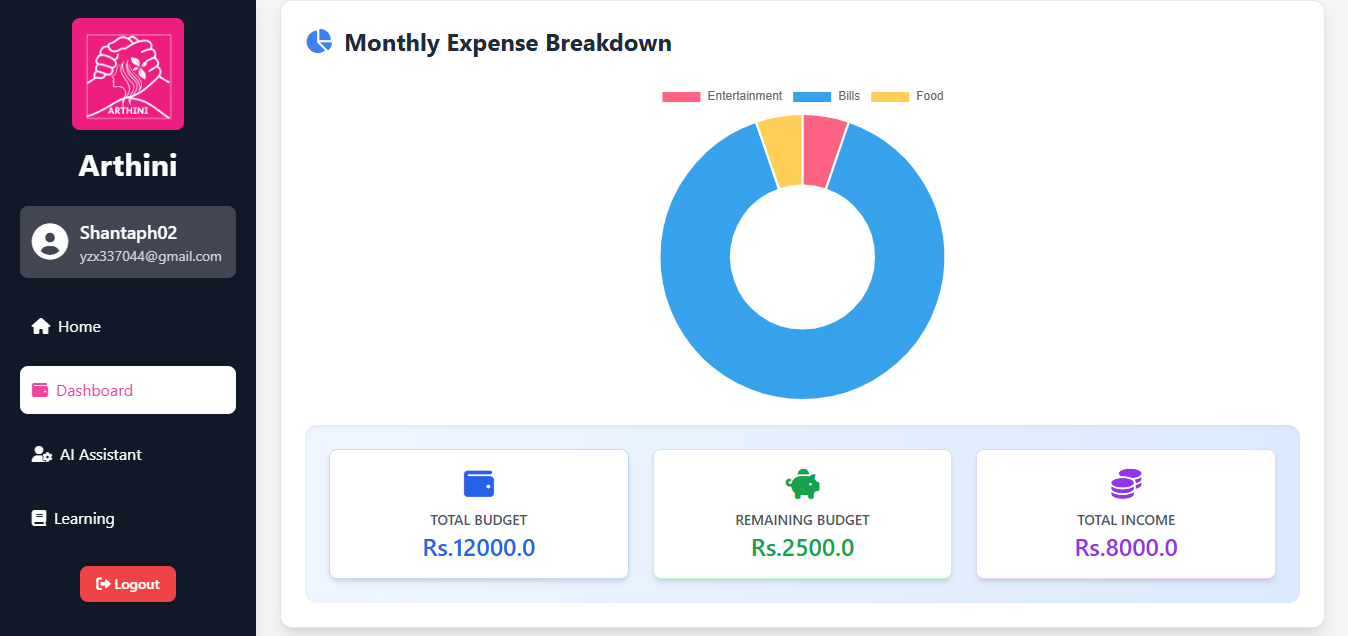 ARTHINI
Arthini
Shantaph02
yzx337044@gmail.com
Home
Dashboard
AI Assistant
Learning
Logout
Monthly Expense Breakdown
Entertainment Bills Food
TOTAL BUDGET
Rs.12000.0
REMAINING BUDGET
Rs.2500.0
TOTAL INCOME
Rs.8000.0